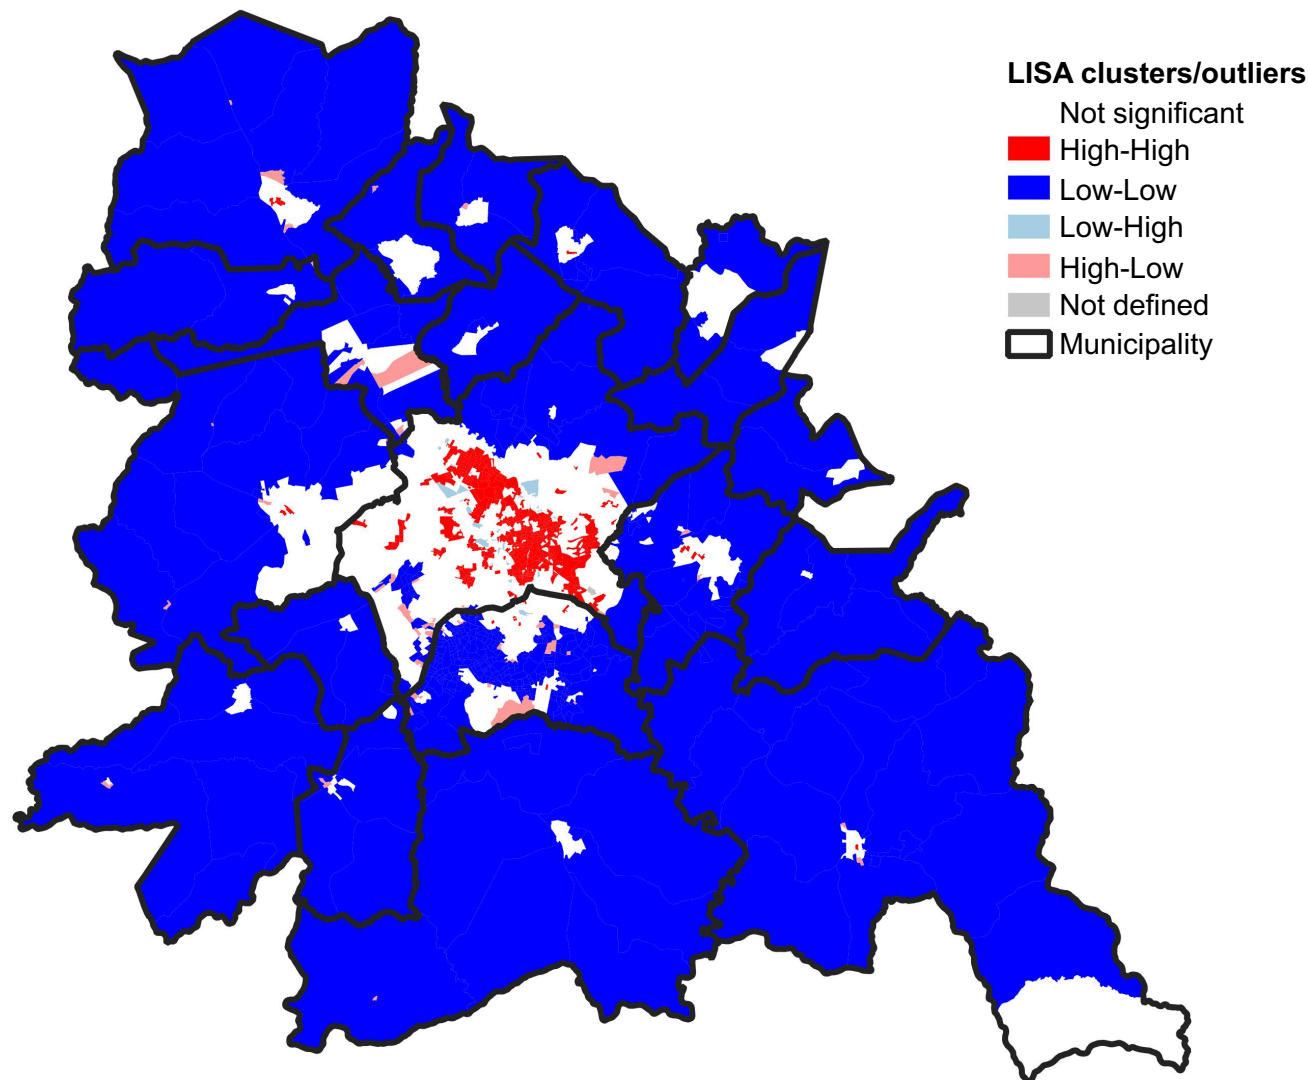 LISA clusters/outliers
Not significant
High-High
Low-Low
Low-High
High-Low
Not defined
Municipality